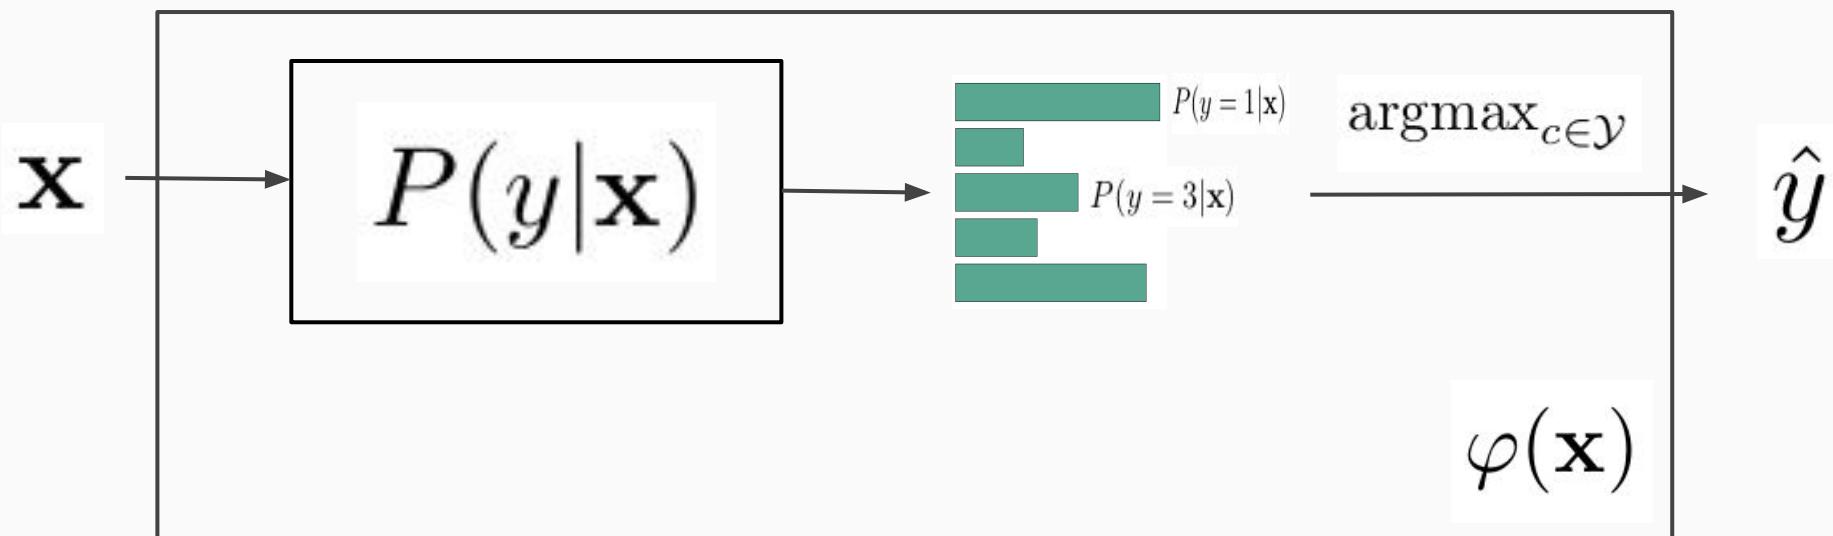 x
P(y|x)
P(y = 1|x)
P(y = 3|x)
argmax_{c∈𝒴}
ŷ
φ(x)